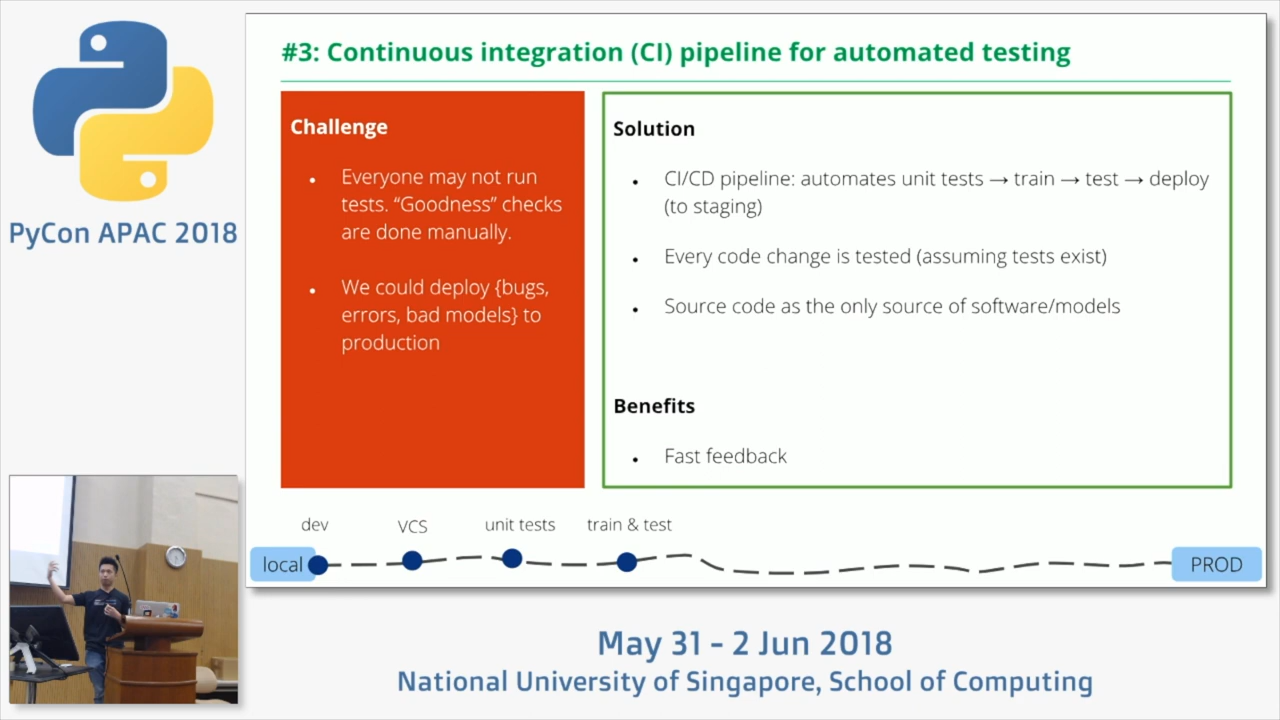 PyCon APAC 2018
#3: Continuous integration (CI) pipeline for automated testing
Challenge
• Everyone may not run
tests. “Goodness” checks
are done manually.
• We could deploy {bugs,
errors, bad models} to
production
Solution
• CI/CD pipeline: automates unit tests → train → test → deploy
(to staging)
• Every code change is tested (assuming tests exist)
• Source code as the only source of software/models
Benefits
• Fast feedback
dev VCS unit tests train & test
local PROD
May 31 - 2 Jun 2018
National University of Singapore, School of Computing